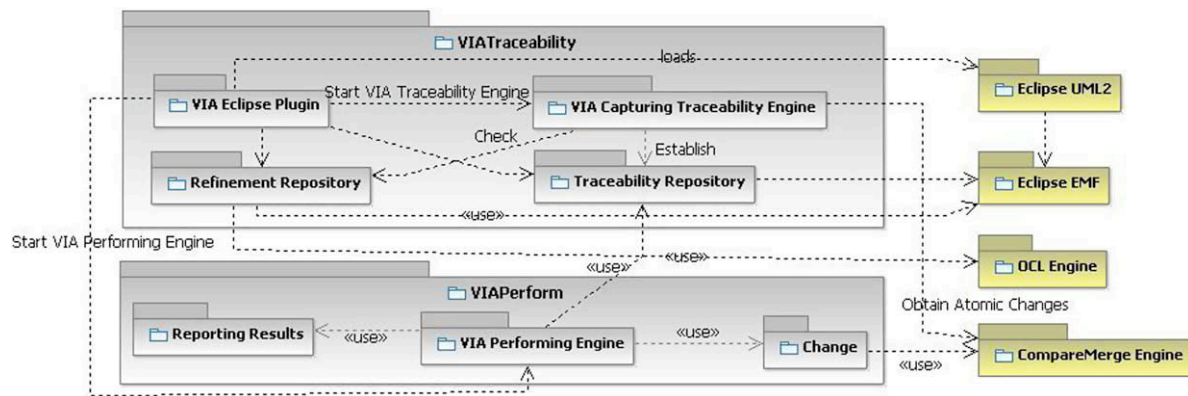 VIATraceability
loads
VIA Eclipse Plugin
Start VIA Traceability Engine
VIA Capturing Traceability Engine
Eclipse UML2
Check
Establish
Refinement Repository
Traceability Repository
Eclipse EMF
«use»
Start VIA Performing Engine
«use»
«use»
OCL Engine
VIAPerform
Obtain Atomic Changes
Reporting Results
«use»
VIA Performing Engine
«use»
Change
«use»
CompareMerge Engine